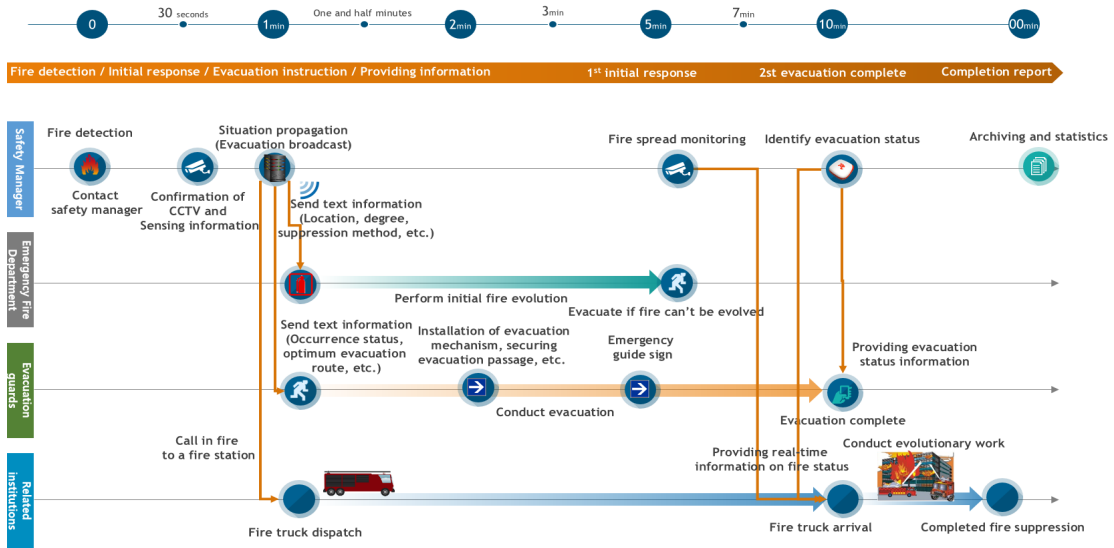 0
30 seconds
1min
One and half minutes
2min
3min
5min
7min
10min
00min
Fire detection / Initial response / Evacuation instruction / Providing information
1st initial response
2st evacuation complete
Completion report
Safety Manager
Fire detection
Contact
safety manager
Confirmation of
CCTV and
Sensing information
Situation propagation
(Evacuation broadcast)
Send text information
(Location, degree,
suppression method, etc.)
Fire spread monitoring
Identify evacuation status
Archiving and statistics
Emergency Fire
Department
Perform initial fire evolution
Evacuate if fire can't be evolved
Evacuation
guards
Send text information
(Occurrence status,
optimum evacuation
route, etc.)
Installation of evacuation
mechanism, securing
evacuation passage, etc.
Emergency
guide sign
Conduct evacuation
Providing evacuation
status information
Evacuation complete
Related
institutions
Call in fire
to a fire station
Fire truck dispatch
Providing real-time
information on fire status
Conduct evolutionary work
Fire truck arrival
Completed fire suppression